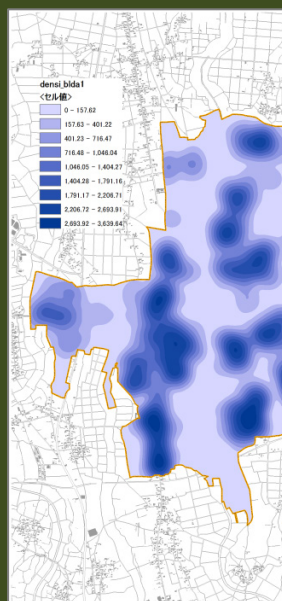 densi_blda1
<セル値>
0 - 157.62
157.63 - 401.22
401.23 - 716.47
716.48 - 1,046.04
1,046.05 - 1,404.27
1,404.28 - 1,791.16
1,791.17 - 2,206.71
2,206.72 - 2,693.91
2,693.92 - 3,639.64